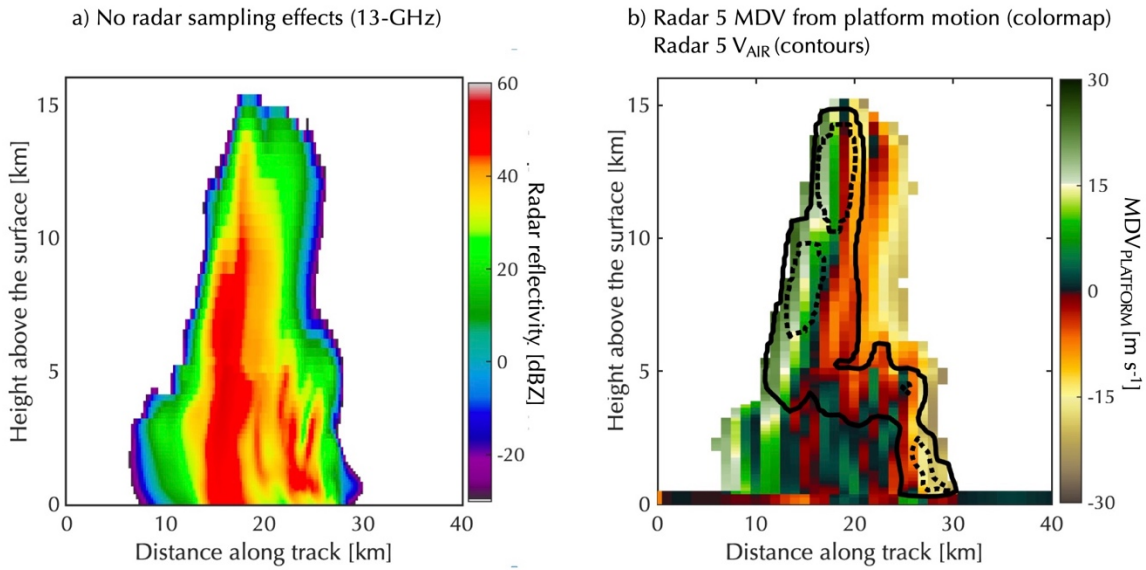 a) No radar sampling effects (13-GHz)
b) Radar 5 MDV from platform motion (colormap)
Radar 5 V_AIR (contours)
15
10
5
0
Height above the surface [km]
0 10 20 30 40
Distance along track [km]
60
40
20
0
-20
Radar reflectivity [dBZ]
15
10
5
0
Height above the surface [km]
0 10 20 30 40
Distance along track [km]
30
15
0
-15
-30
MDV_PLATFORM [m s⁻¹]